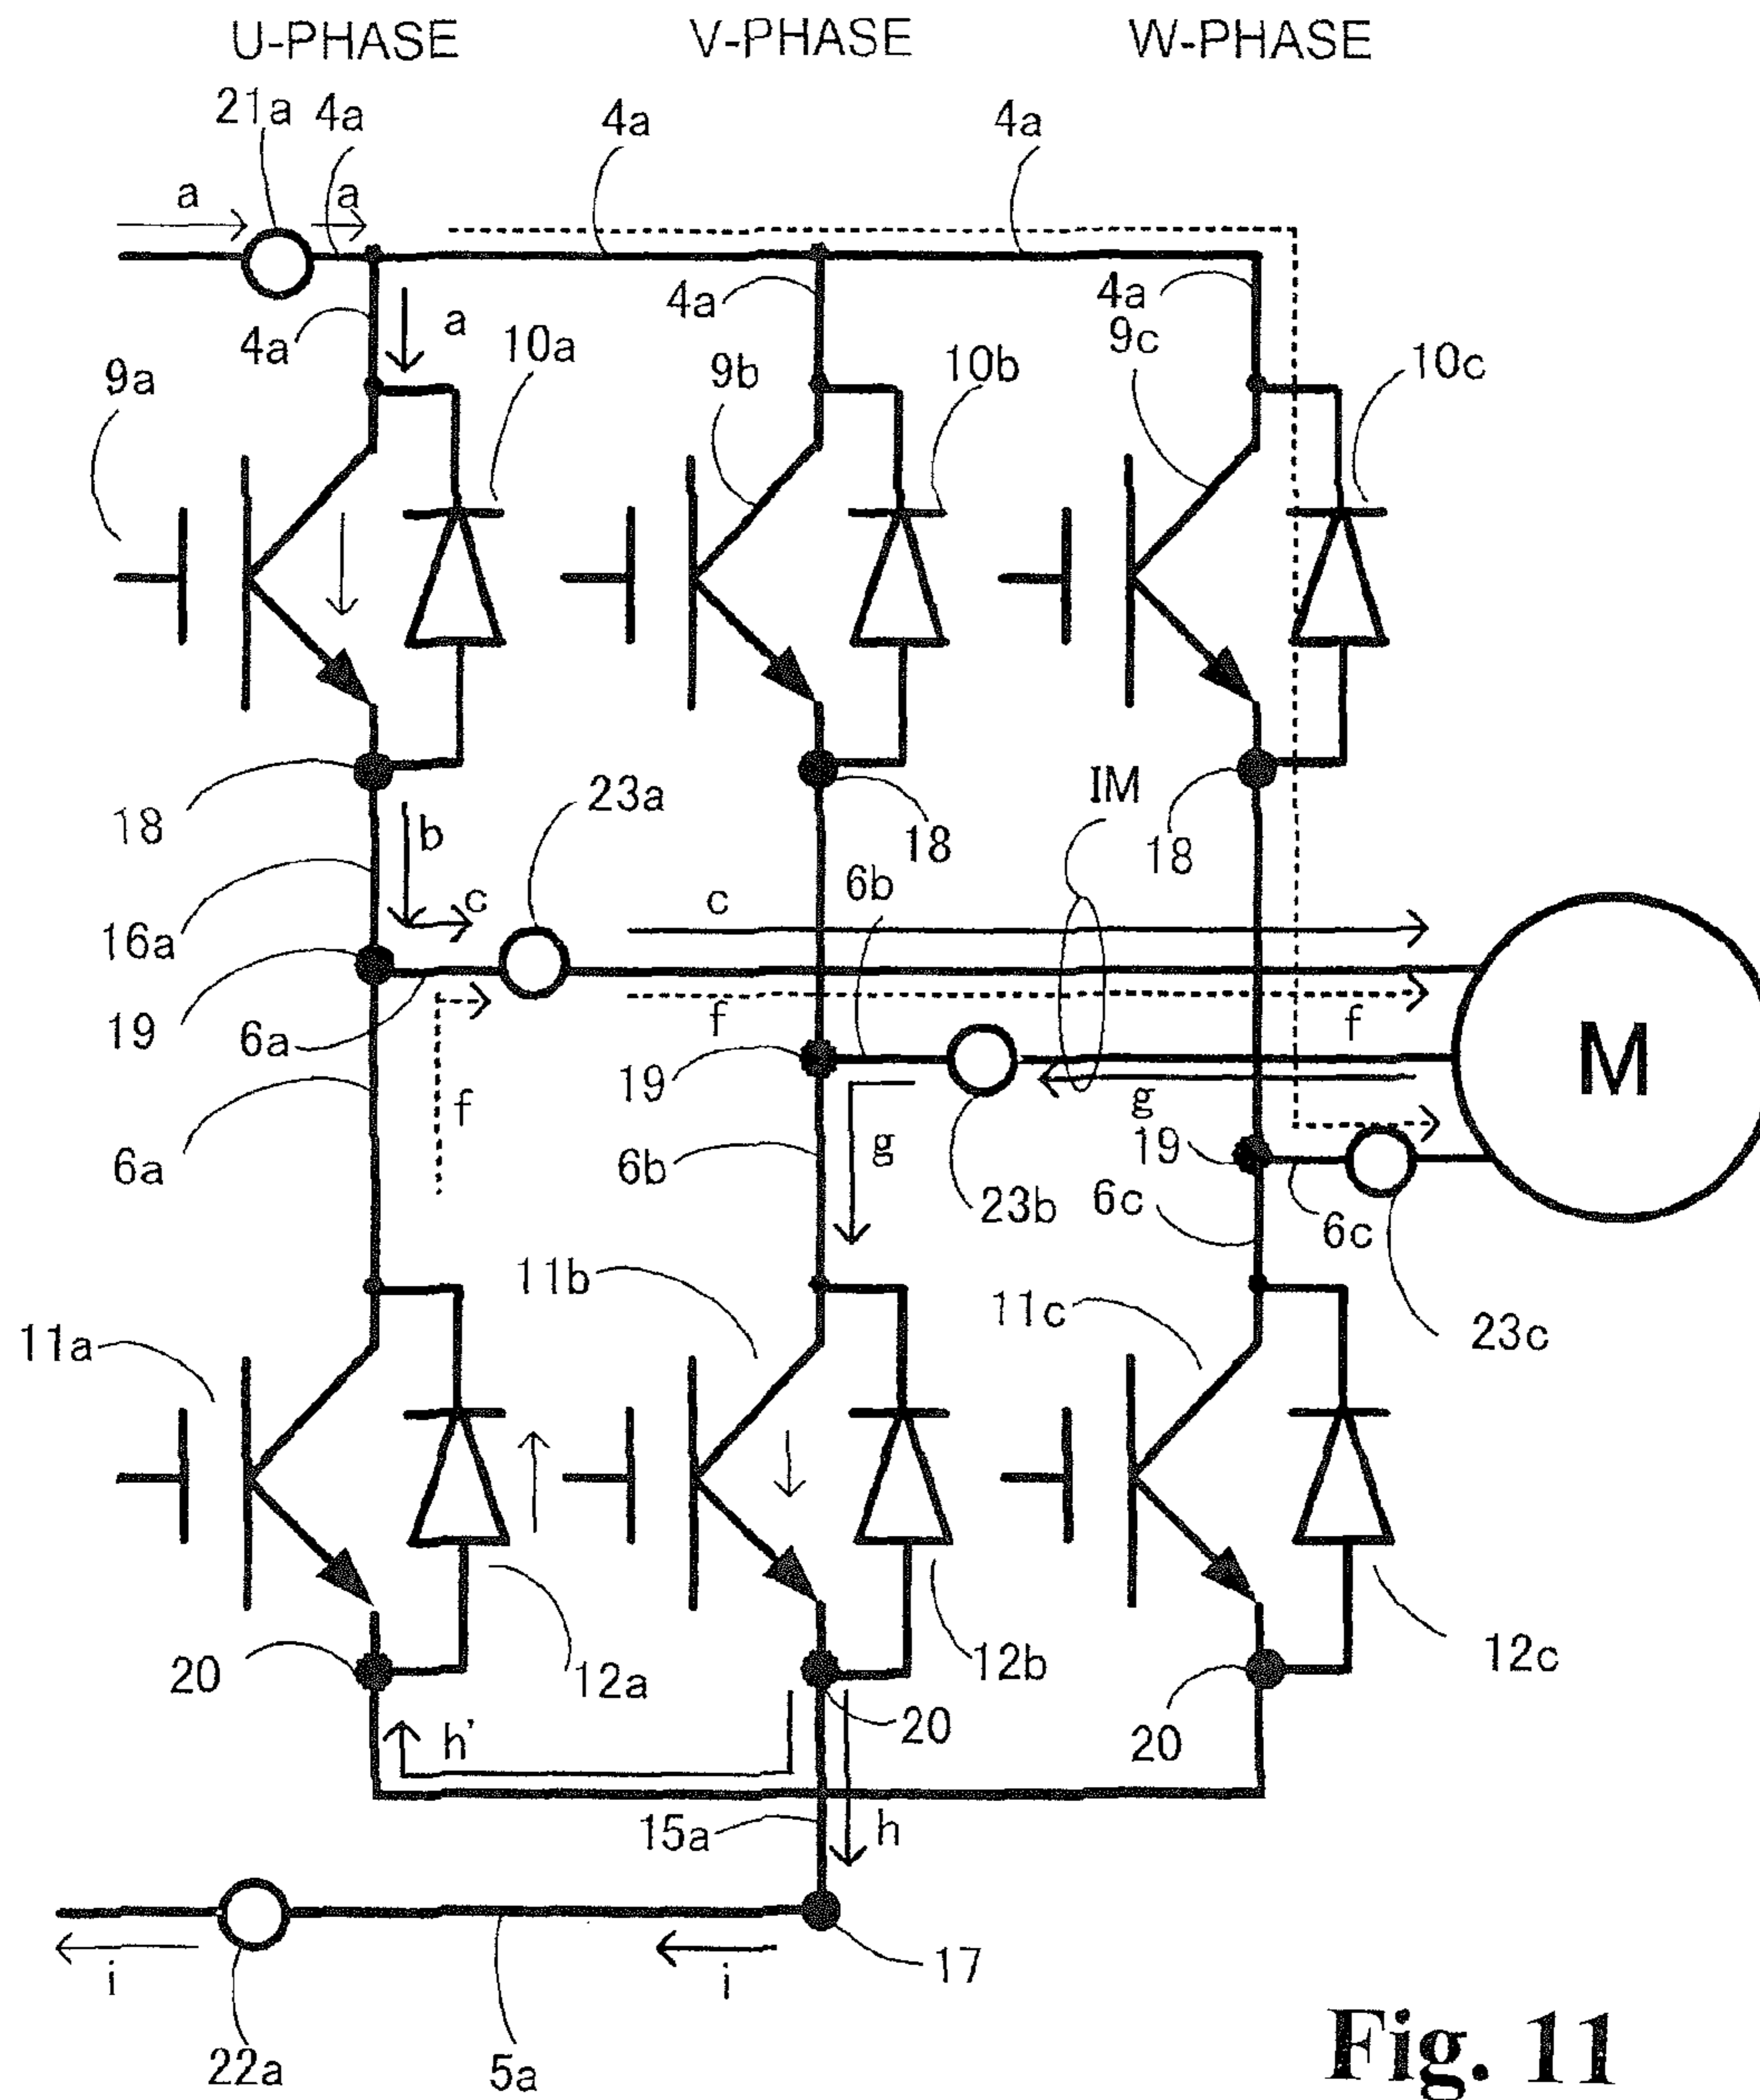 U-PHASE V-PHASE W-PHASE
21a 4a 4a 4a
a a
4a a 4a 4a
9a 10a 9b 10b 9c 10c
18 b 23a 18 IM 18
16a c 6b c
19 6a f f
f 19 g
6a 6b g 23b 19 6c 6c
11a 11b 11c 23c
20 12a 12b 20 12c
h' 20
15a h
i i 17
22a 5a
M
Fig. 11